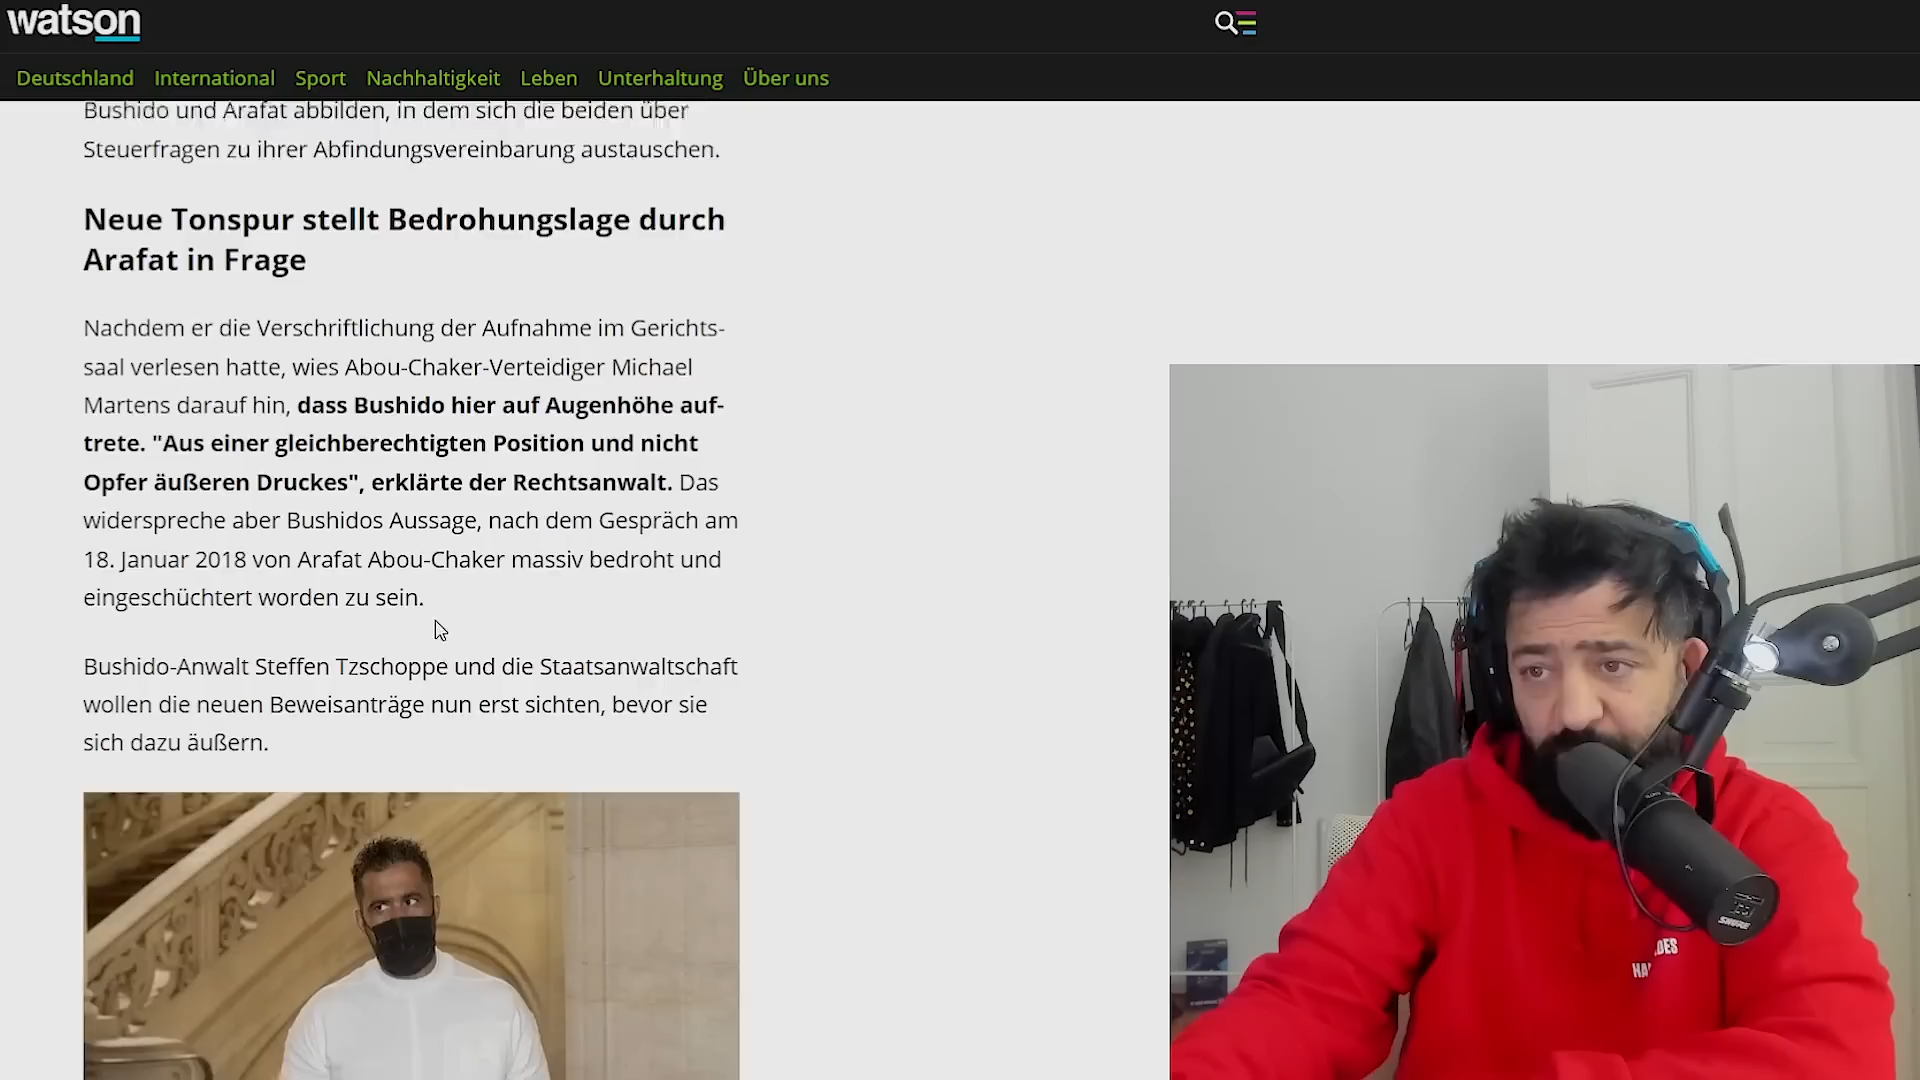 watson
Deutschland International Sport Nachhaltigkeit Leben Unterhaltung Über uns
Bushido und Arafat abbilden, in dem sich die beiden über
Steuerfragen zu ihrer Abfindungsvereinbarung austauschen.
Neue Tonspur stellt Bedrohungslage durch
Arafat in Frage
Nachdem er die Verschriftlichung der Aufnahme im Gerichts-
saal verlesen hatte, wies Abou-Chaker-Verteidiger Michael
Martens darauf hin, dass Bushido hier auf Augenhöhe auf-
trete. "Aus einer gleichberechtigten Position und nicht
Opfer äußeren Druckes", erklärte der Rechtsanwalt. Das
widerspreche aber Bushidos Aussage, nach dem Gespräch am
18. Januar 2018 von Arafat Abou-Chaker massiv bedroht und
eingeschüchtert worden zu sein.
Bushido-Anwalt Steffen Tzschoppe und die Staatsanwaltschaft
wollen die neuen Beweisanträge nun erst sichten, bevor sie
sich dazu äußern.
SHURE